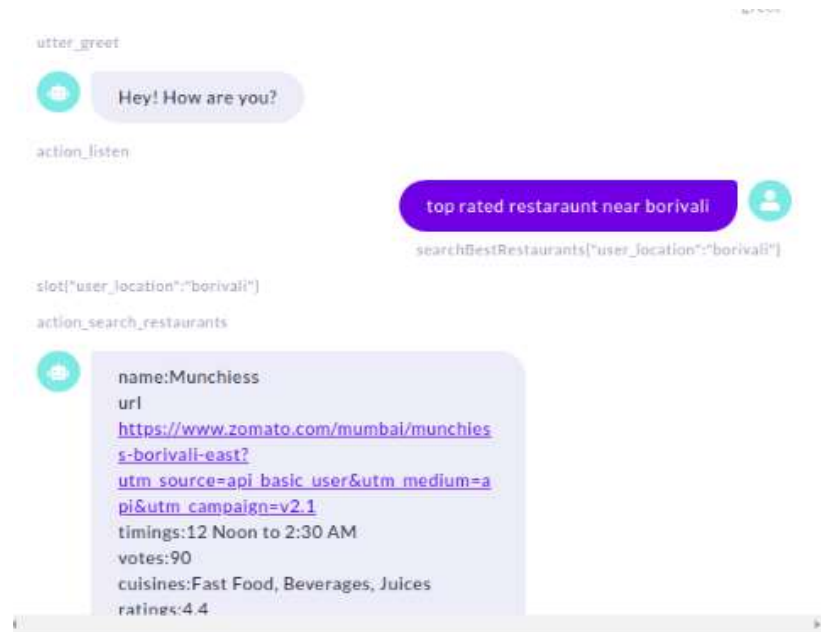 utter_greet
Hey! How are you?
action_listen
top rated restaraunt near borivali
searchBestRestaurants{"user_location":"borivali"}
slot{"user_location":"borivali"}
action_search_restaurants
name:Munchiess
url
https://www.zomato.com/mumbai/munchies
s-borivali-east?
utm_source=api_basic_user&utm_medium=a
pi&utm_campaign=v2.1
timings:12 Noon to 2:30 AM
votes:90
cuisines:Fast Food, Beverages, Juices
ratings:4.4